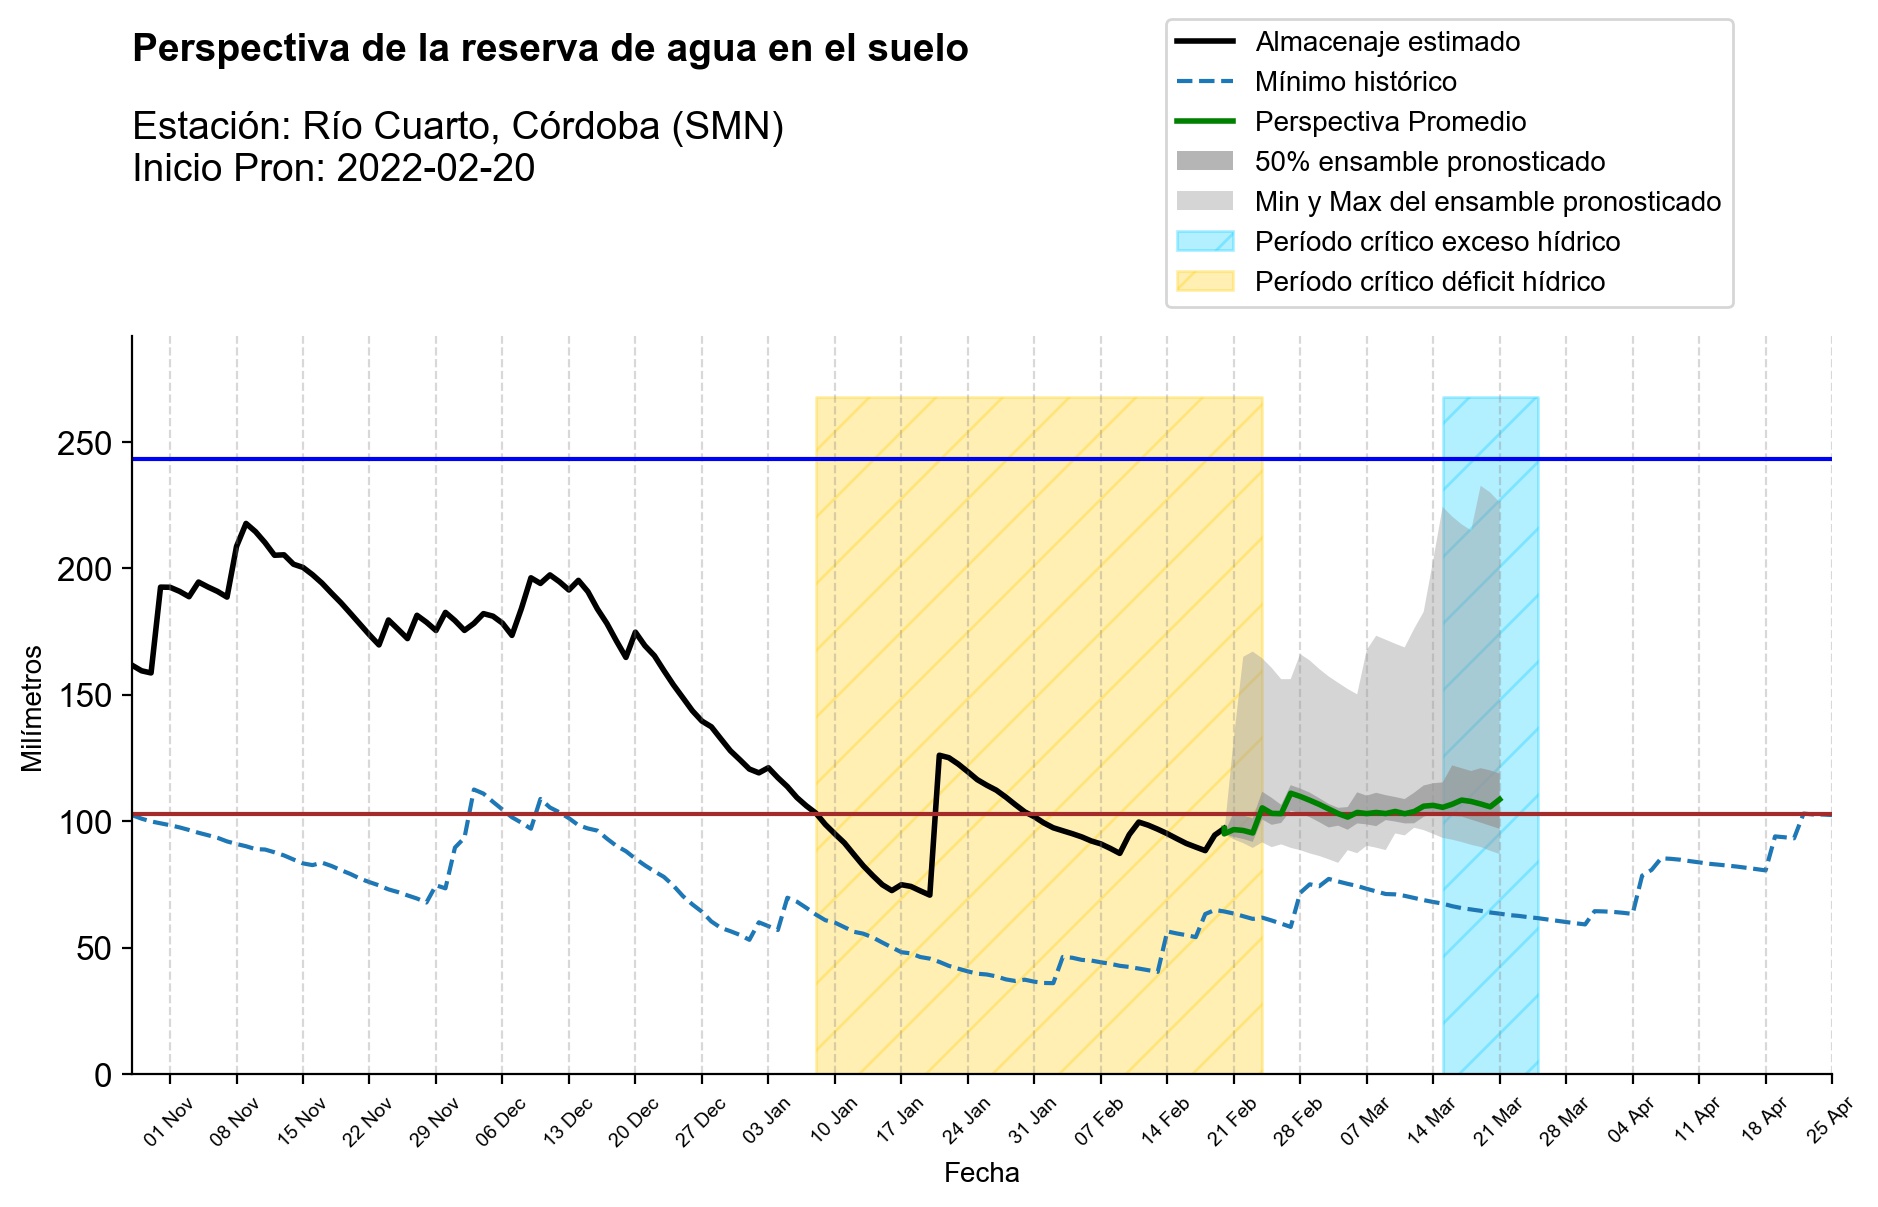 Perspectiva de la reserva de agua en el suelo
Estación: Río Cuarto, Córdoba (SMN)
Inicio Pron: 2022-02-20
Almacenaje estimado
Mínimo histórico
Perspectiva Promedio
50% ensamble pronosticado
Min y Max del ensamble pronosticado
Período crítico exceso hídrico
Período crítico déficit hídrico
Milímetros
250
200
150
100
50
0
01 Nov
08 Nov
15 Nov
22 Nov
29 Nov
06 Dec
13 Dec
20 Dec
27 Dec
03 Jan
10 Jan
17 Jan
24 Jan
31 Jan
07 Feb
14 Feb
21 Feb
28 Feb
07 Mar
14 Mar
21 Mar
28 Mar
04 Apr
11 Apr
18 Apr
25 Apr
Fecha